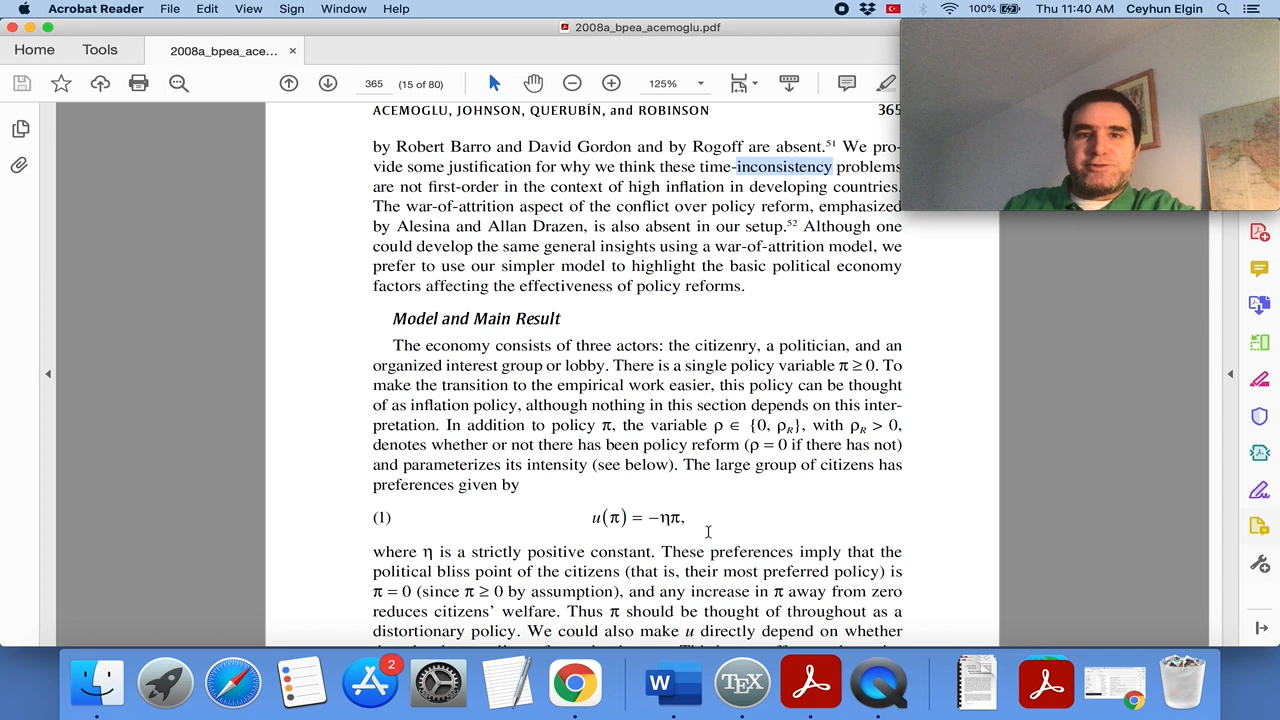 Acrobat Reader File Edit View Sign Window Help 100% Thu 11:40 AM Ceyhun Elgin
2008a_bpea_acemoglu.pdf
Home Tools 2008a_bpea_ace... ×
365 (15 of 80) 125%
ACEMOGLU, JOHNSON, QUERUBÍN, and ROBINSON 365
by Robert Barro and David Gordon and by Rogoff are absent.51 We pro-
vide some justification for why we think these time-inconsistency problems
are not first-order in the context of high inflation in developing countries.
The war-of-attrition aspect of the conflict over policy reform, emphasized
by Alesina and Allan Drazen, is also absent in our setup.52 Although one
could develop the same general insights using a war-of-attrition model, we
prefer to use our simpler model to highlight the basic political economy
factors affecting the effectiveness of policy reforms.
Model and Main Result
The economy consists of three actors: the citizenry, a politician, and an
organized interest group or lobby. There is a single policy variable π ≥ 0. To
make the transition to the empirical work easier, this policy can be thought
of as inflation policy, although nothing in this section depends on this inter-
pretation. In addition to policy π, the variable ρ ∈ {0, ρR}, with ρR > 0,
denotes whether or not there has been policy reform (ρ = 0 if there has not)
and parameterizes its intensity (see below). The large group of citizens has
preferences given by
(1) u(π) = −ηπ,
where η is a strictly positive constant. These preferences imply that the
political bliss point of the citizens (that is, their most preferred policy) is
π = 0 (since π ≥ 0 by assumption), and any increase in π away from zero
reduces citizens' welfare. Thus π should be thought of throughout as a
distortionary policy. We could also make u directly depend on whether
2
W
TEX